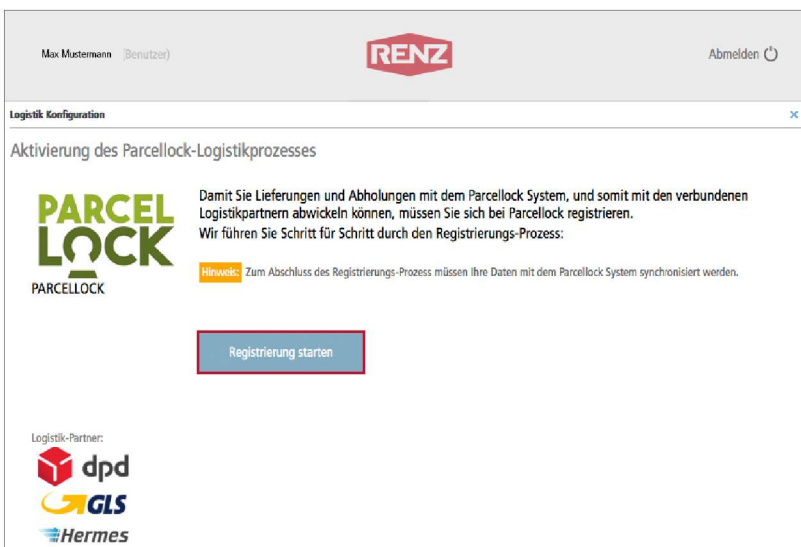 Max Mustermann (Benutzer)
RENZ
Abmelden
Logistik Konfiguration
Aktivierung des Parcellock-Logistikprozesses
PARCEL
LOCK
PARCELLOCK
Damit Sie Lieferungen und Abholungen mit dem Parcellock System, und somit mit den verbundenen
Logistikpartnern abwickeln können, müssen Sie sich bei Parcellock registrieren.
Wir führen Sie Schritt für Schritt durch den Registrierungs-Prozess:
Hinweis: Zum Abschluss des Registrierungs-Prozess müssen Ihre Daten mit dem Parcellock System synchronisiert werden.
Registrierung starten
Logistik-Partner:
dpd
GLS
Hermes